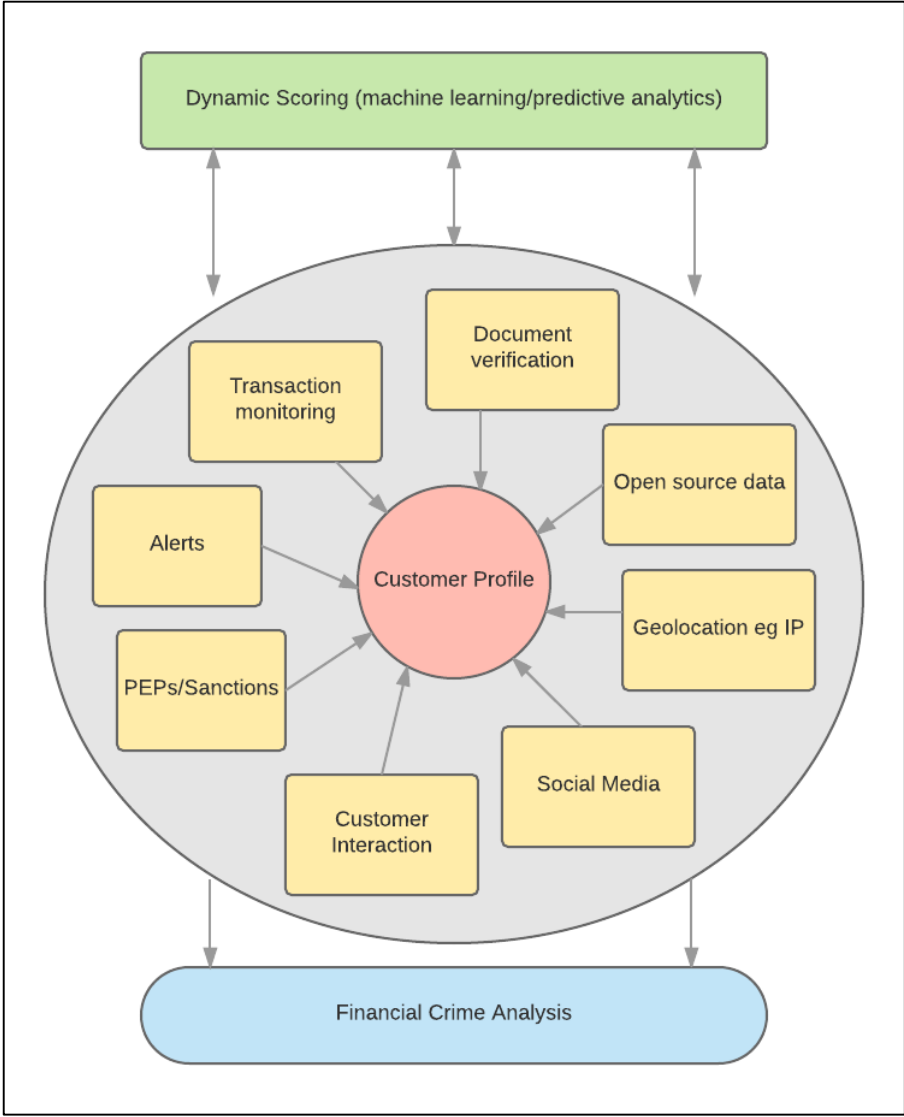 Dynamic Scoring (machine learning/predictive analytics)
Document
verification
Transaction
monitoring
Open source data
Alerts
Customer Profile
Geolocation eg IP
PEPs/Sanctions
Social Media
Customer
Interaction
Financial Crime Analysis